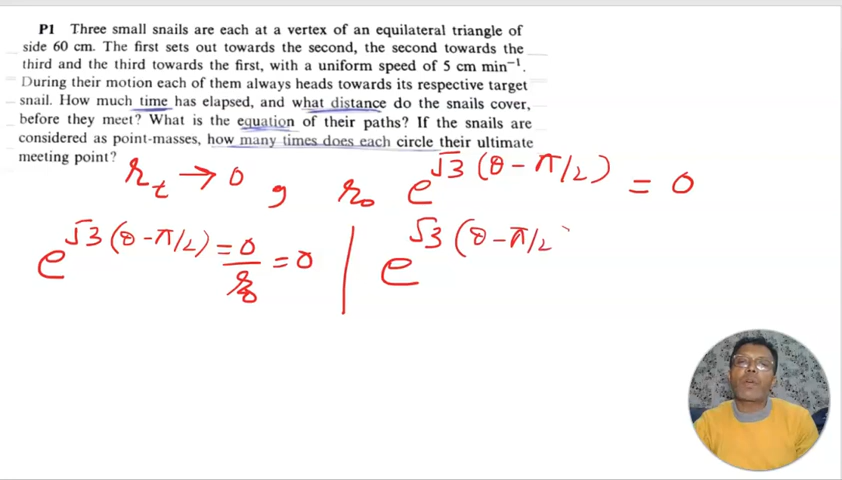 P1 Three small snails are each at a vertex of an equilateral triangle of
side 60 cm. The first sets out towards the second, the second towards the
third and the third towards the first, with a uniform speed of 5 cm min⁻¹.
During their motion each of them always heads towards its respective target
snail. How much time has elapsed, and what distance do the snails cover,
before they meet? What is the equation of their paths? If the snails are
considered as point-masses, how many times does each circle their ultimate
meeting point?
r_t → 0 , r₀ e^{√3 (θ − π/2)} = 0
e^{√3 (θ − π/2)} = 0/r₀ = 0 | e^{√3 (θ − π/2